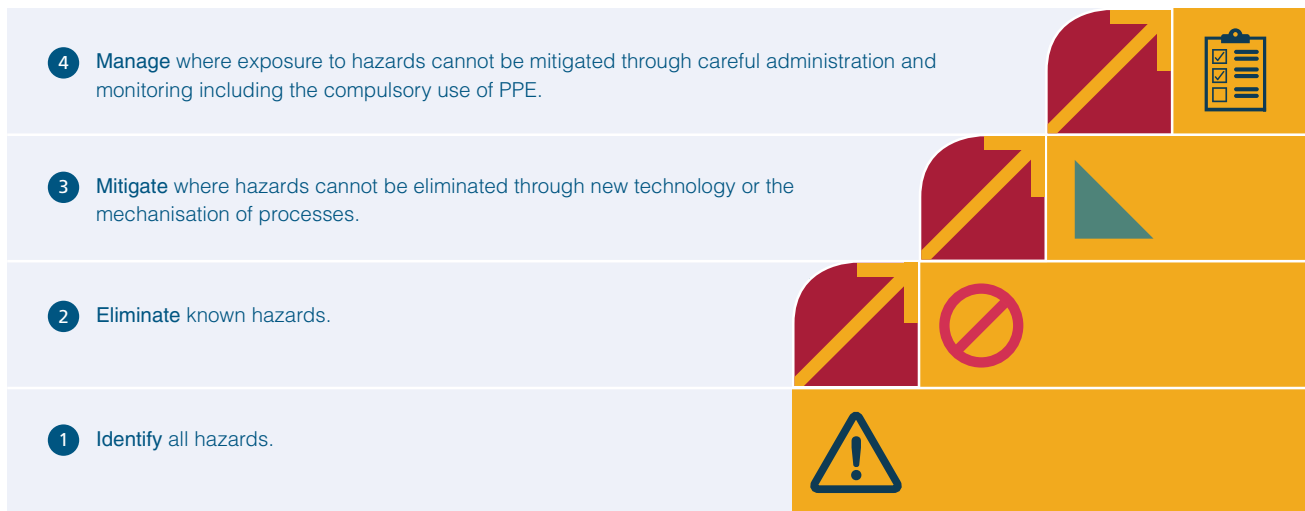 4 Manage where exposure to hazards cannot be mitigated through careful administration and
monitoring including the compulsory use of PPE.
3 Mitigate where hazards cannot be eliminated through new technology or the
mechanisation of processes.
2 Eliminate known hazards.
1 Identify all hazards.